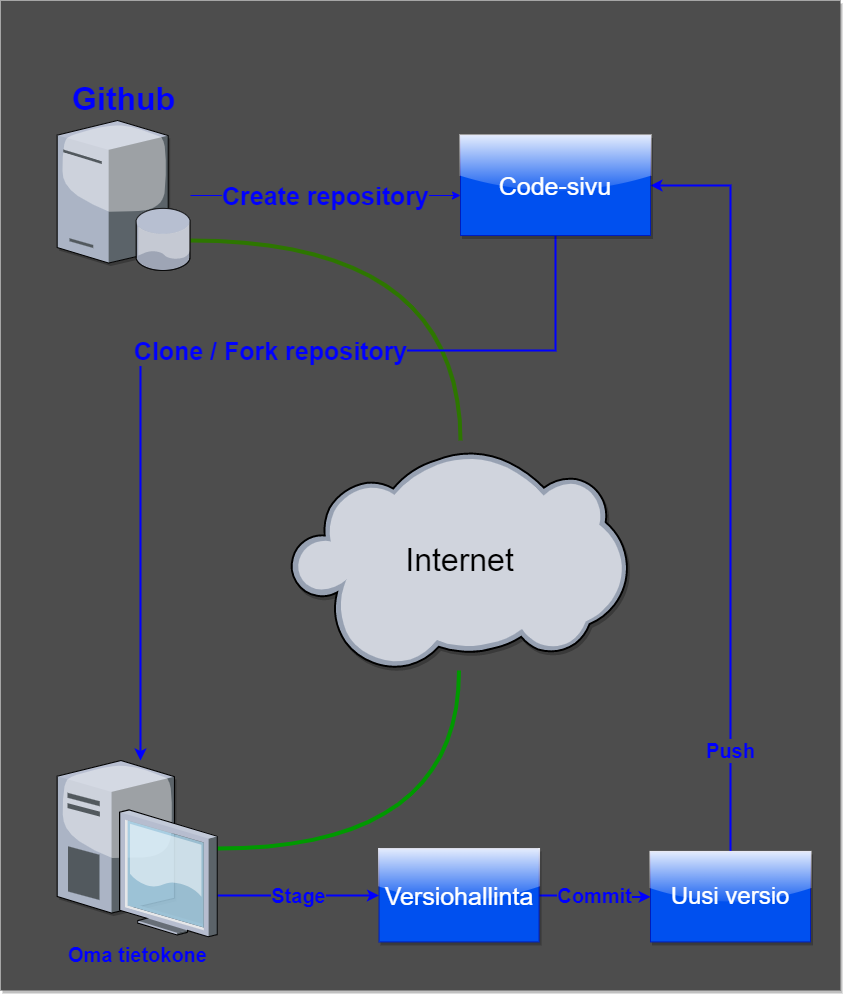 Github
Create repository
Code-sivu
Clone / Fork repository
Internet
Push
Stage
Versiohallinta
Commit
Uusi versio
Oma tietokone